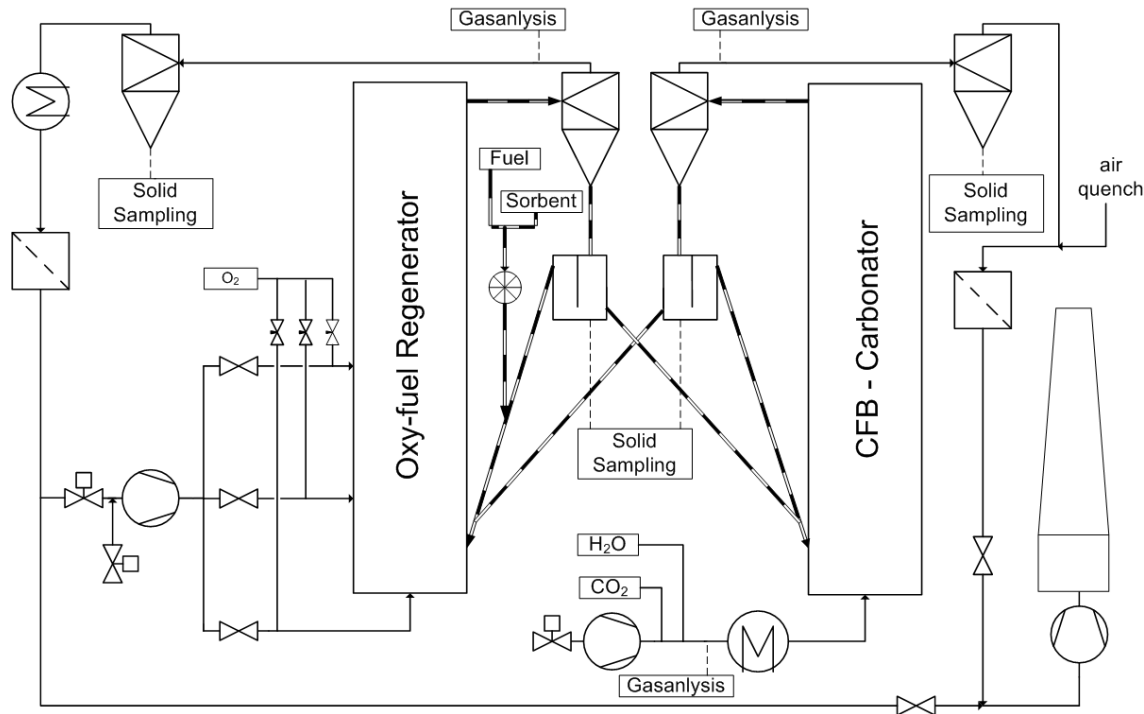 Gasanlysis
Gasanlysis
Fuel
Sorbent
Solid
Sampling
Solid
Sampling
air
quench
O₂
Oxy-fuel Regenerator
CFB - Carbonator
Solid
Sampling
H₂O
CO₂
Gasanlysis